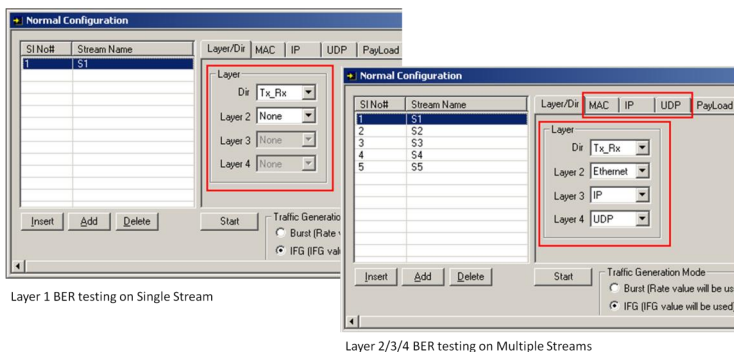 Normal Configuration
Sl No# Stream Name
1 S1
Layer/Dir MAC IP UDP PayLoad
Layer
Dir Tx_Rx
Layer 2 None
Layer 3 None
Layer 4 None
Insert Add Delete Start
Traffic Generatio
Burst (Rate v
IFG (IFG val
Layer 1 BER testing on Single Stream
Normal Configuration
Sl No# Stream Name
1 S1
2 S2
3 S3
4 S4
5 S5
Layer/Dir MAC IP UDP PayLoad
Layer
Dir Tx_Rx
Layer 2 Ethernet
Layer 3 IP
Layer 4 UDP
Insert Add Delete Start
Traffic Generation Mode
Burst (Rate value will be us
IFG (IFG value will be used)
Layer 2/3/4 BER testing on Multiple Streams